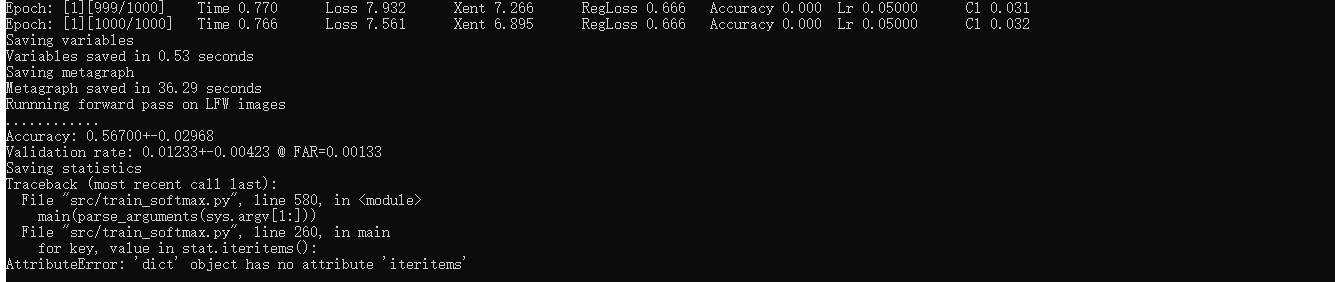 Epoch: [1][999/1000]    Time 0.770      Loss 7.932      Xent 7.266      RegLoss 0.666   Accuracy 0.000  Lr 0.05000      Cl 0.031
Epoch: [1][1000/1000]   Time 0.766      Loss 7.561      Xent 6.895      RegLoss 0.666   Accuracy 0.000  Lr 0.05000      Cl 0.032
Saving variables
Variables saved in 0.53 seconds
Saving metagraph
Metagraph saved in 36.29 seconds
Runnning forward pass on LFW images
............
Accuracy: 0.56700+-0.02968
Validation rate: 0.01233+-0.00423 @ FAR=0.00133
Saving statistics
Traceback (most recent call last):
  File "src/train_softmax.py", line 580, in <module>
    main(parse_arguments(sys.argv[1:]))
  File "src/train_softmax.py", line 260, in main
    for key, value in stat.iteritems():
AttributeError: 'dict' object has no attribute 'iteritems'